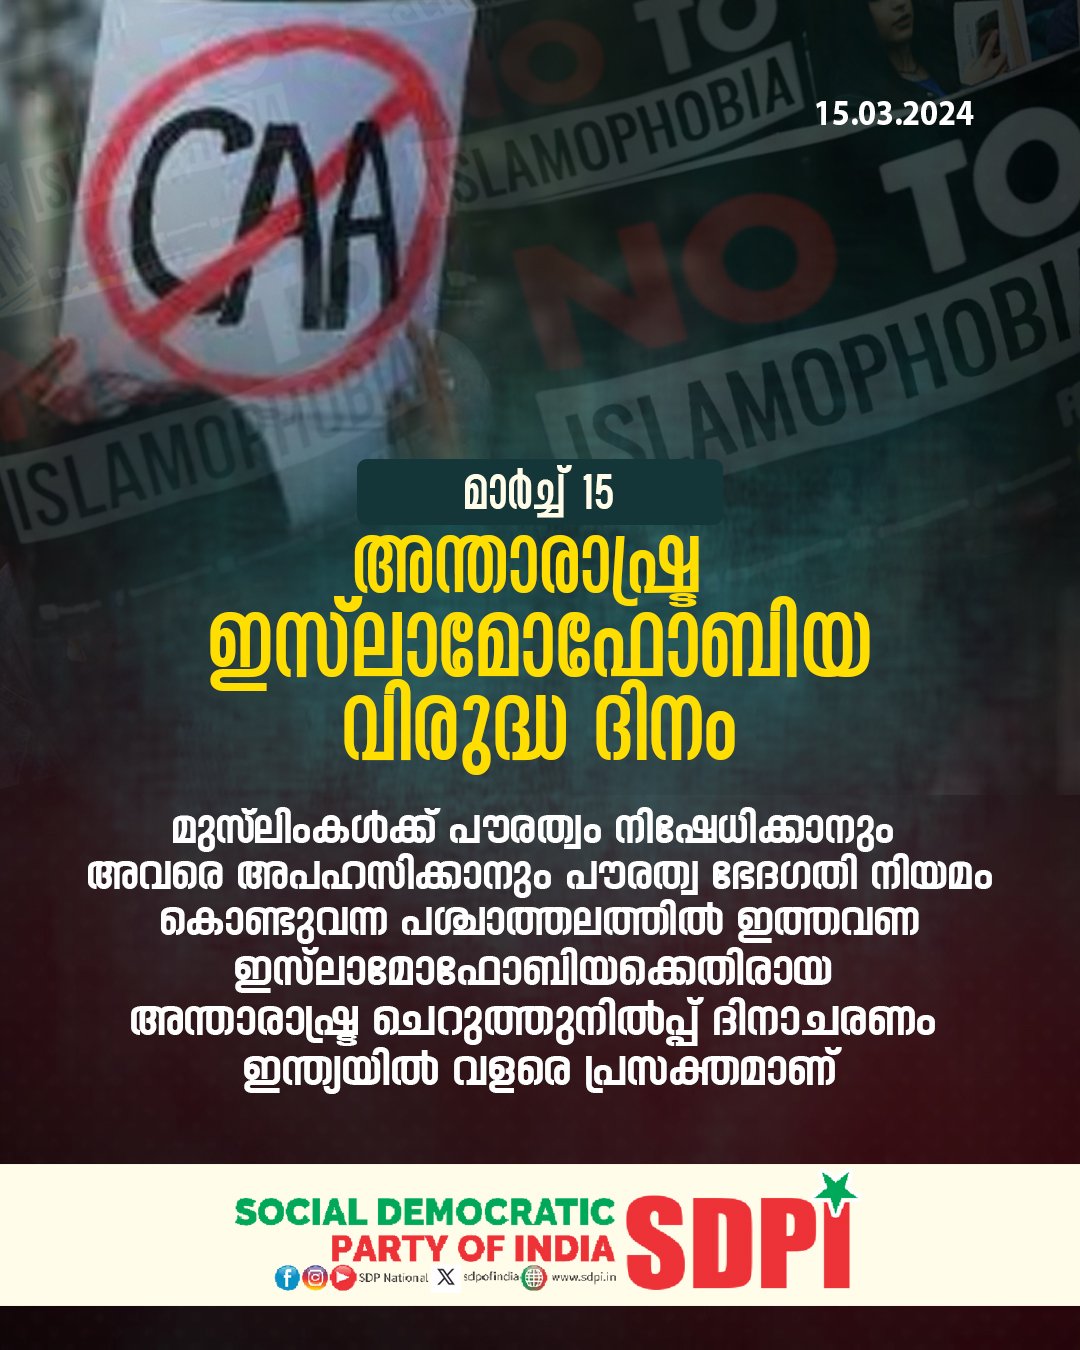 CAA
NO TO
ISLAMOPHOBIA
15.03.2024
NO TO
ISLAMOPHOBI
ISLAMOPHOBIA
മാർച്ച് 15
അന്താരാഷ്ട്ര
ഇസ്‌ലാമോഫോബിയ
വിരുദ്ധ ദിനം
മുസ്‌ലിംകൾക്ക് പൗരത്വം നിഷേധിക്കാനും
അവരെ അപഹസിക്കാനും പൗരത്വ ഭേദഗതി നിയമം
കൊണ്ടുവന്ന പശ്ചാത്തലത്തിൽ ഇത്തവണ
ഇസ്‌ലാമോഫോബിയക്കെതിരായ
അന്താരാഷ്ട്ര ചെറുത്തുനിൽപ്പ് ദിനാചരണം
ഇന്ത്യയിൽ വളരെ പ്രസക്തമാണ്
SOCIAL DEMOCRATIC
PARTY OF INDIA
SDPI
SDP National sdpofindia www.sdpi.in